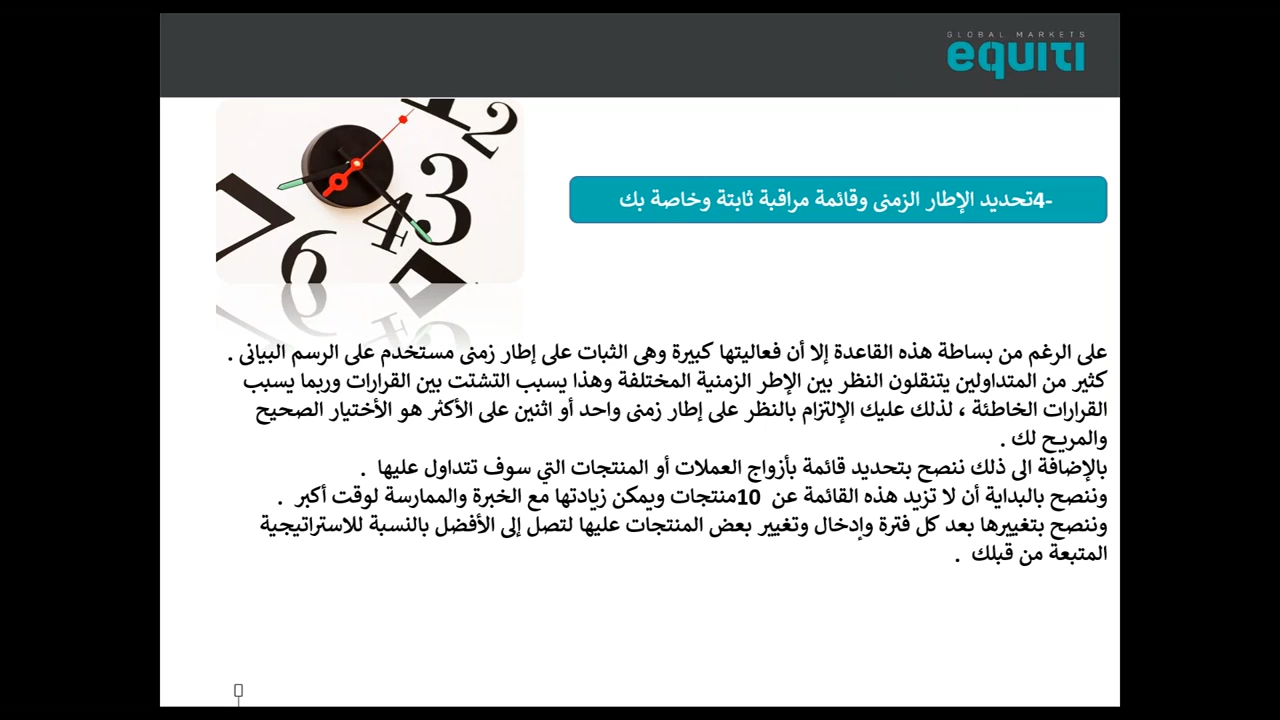 GLOBAL MARKETS
equiti
2
3
4
6
7
-4تحديد الإطار الزمنى وقائمة مراقبة ثابتة وخاصة بك
على الرغم من بساطة هذه القاعدة إلا أن فعاليتها كبيرة وهى الثبات على إطار زمنى مستخدم على الرسم البيانى .
كثير من المتداولين يتنقلون النظر بين الإطر الزمنية المختلفة وهذا يسبب التشتت بين القرارات وربما يسبب
القرارات الخاطئة ، لذلك عليك الإلتزام بالنظر على إطار زمنى واحد أو اثنين على الأكثر هو الأختيار الصحيح
والمريح لك .
بالإضافة الى ذلك ننصح بتحديد قائمة بأزواج العملات أو المنتجات التي سوف تتداول عليها .
وننصح بالبداية أن لا تزيد هذه القائمة عن 10منتجات ويمكن زيادتها مع الخبرة والممارسة لوقت أكبر .
وننصح بتغييرها بعد كل فترة وإدخال وتغيير بعض المنتجات عليها لتصل إلى الأفضل بالنسبة للاستراتيجية
المتبعة من قبلك .